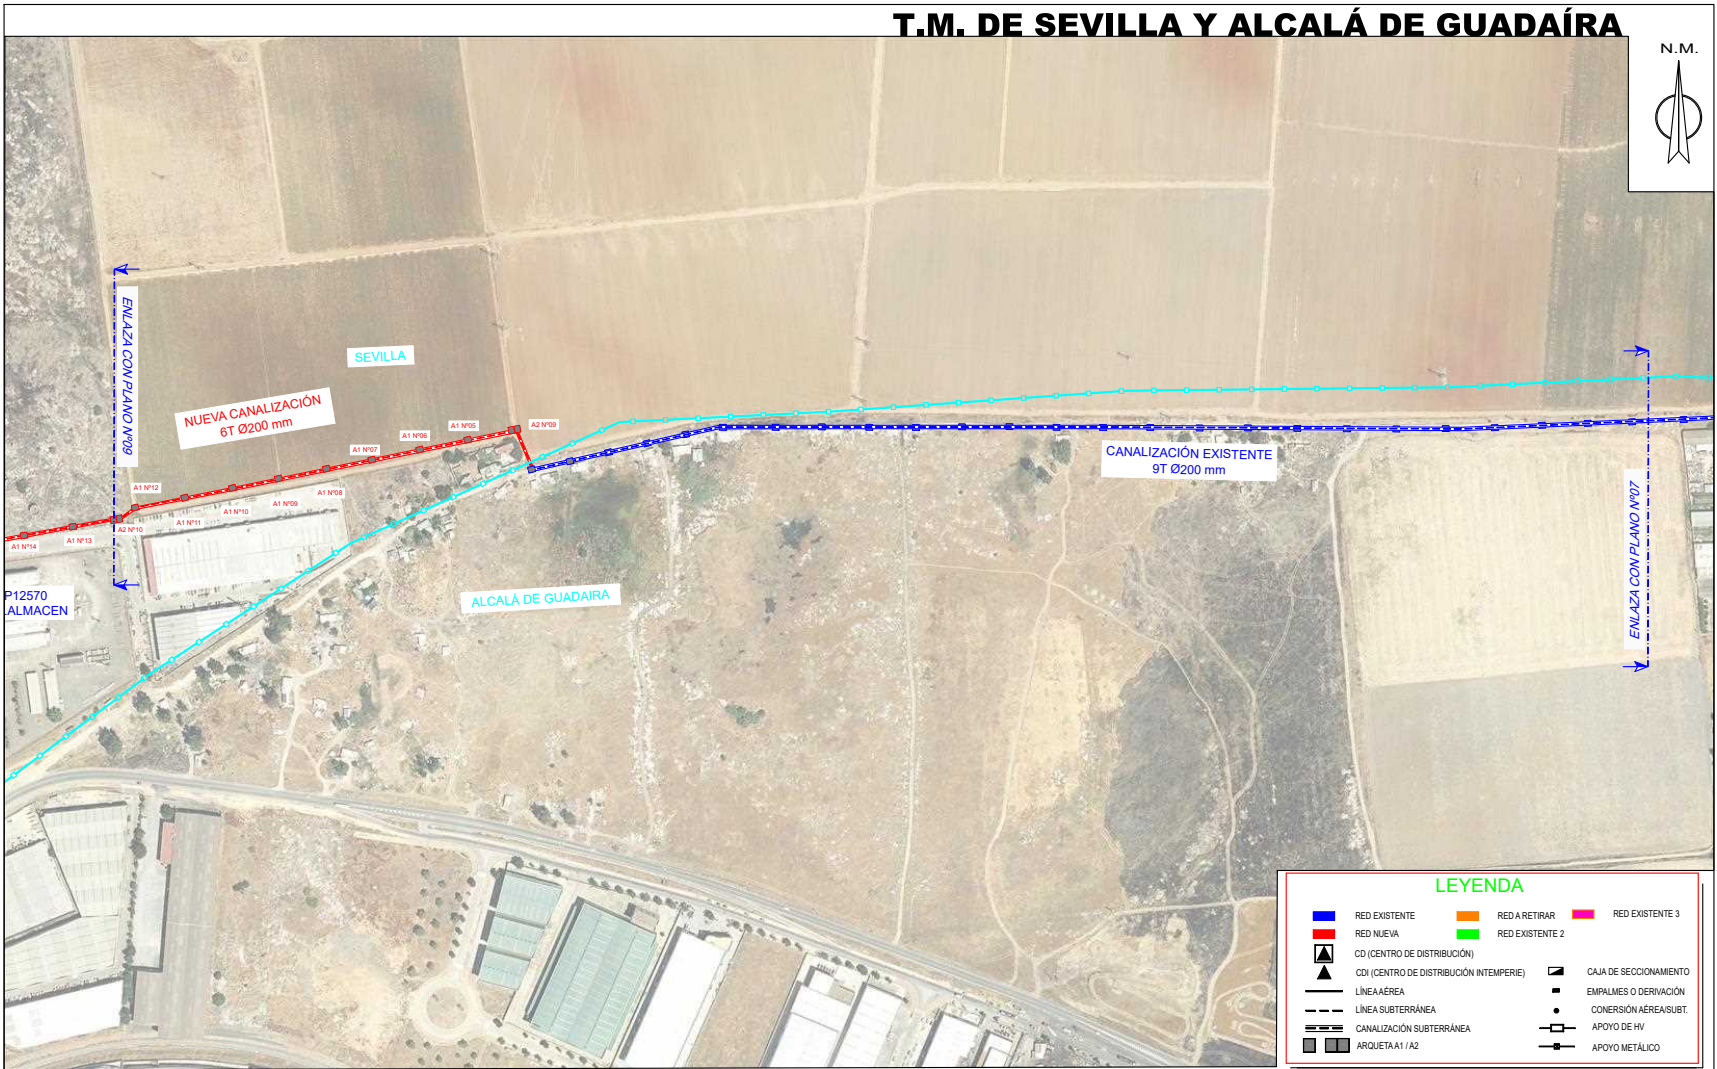 T.M. DE SEVILLA Y ALCALÁ DE GUADAÍRA
N.M.
ENLAZA CON PLANO Nº09
SEVILLA
NUEVA CANALIZACIÓN
6T Ø200 mm
A1 Nº05
A2 Nº09
A1 Nº06
A1 Nº07
A1 Nº08
A1 Nº09
A1 Nº10
A1 Nº11
A1 Nº12
A2 Nº10
A1 Nº13
A1 Nº14
CANALIZACIÓN EXISTENTE
9T Ø200 mm
ENLAZA CON PLANO Nº07
P12570
.ALMACEN
ALCALÁ DE GUADAIRA
LEYENDA
RED EXISTENTE
RED A RETIRAR
RED EXISTENTE 3
RED NUEVA
RED EXISTENTE 2
CD (CENTRO DE DISTRIBUCIÓN)
CDI (CENTRO DE DISTRIBUCIÓN INTEMPERIE)
CAJA DE SECCIONAMIENTO
LÍNEA AÉREA
EMPALMES O DERIVACIÓN
LÍNEA SUBTERRÁNEA
CONERSIÓN AÉREA/SUBT.
CANALIZACIÓN SUBTERRÁNEA
APOYO DE HV
ARQUETA A1 / A2
APOYO METÁLICO